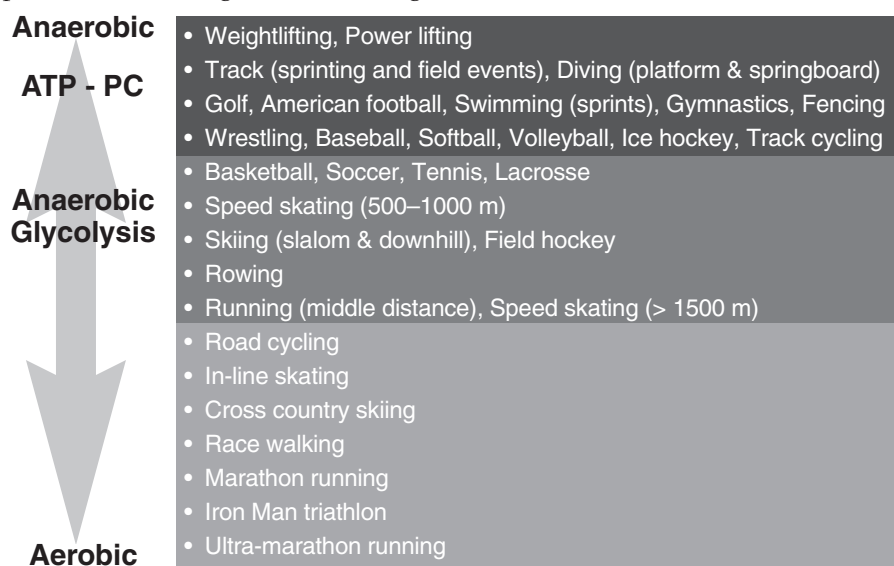 Anaerobic
ATP - PC
Anaerobic
Glycolysis
Aerobic
• Weightlifting, Power lifting
• Track (sprinting and field events), Diving (platform & springboard)
• Golf, American football, Swimming (sprints), Gymnastics, Fencing
• Wrestling, Baseball, Softball, Volleyball, Ice hockey, Track cycling
• Basketball, Soccer, Tennis, Lacrosse
• Speed skating (500–1000 m)
• Skiing (slalom & downhill), Field hockey
• Rowing
• Running (middle distance), Speed skating (> 1500 m)
• Road cycling
• In-line skating
• Cross country skiing
• Race walking
• Marathon running
• Iron Man triathlon
• Ultra-marathon running